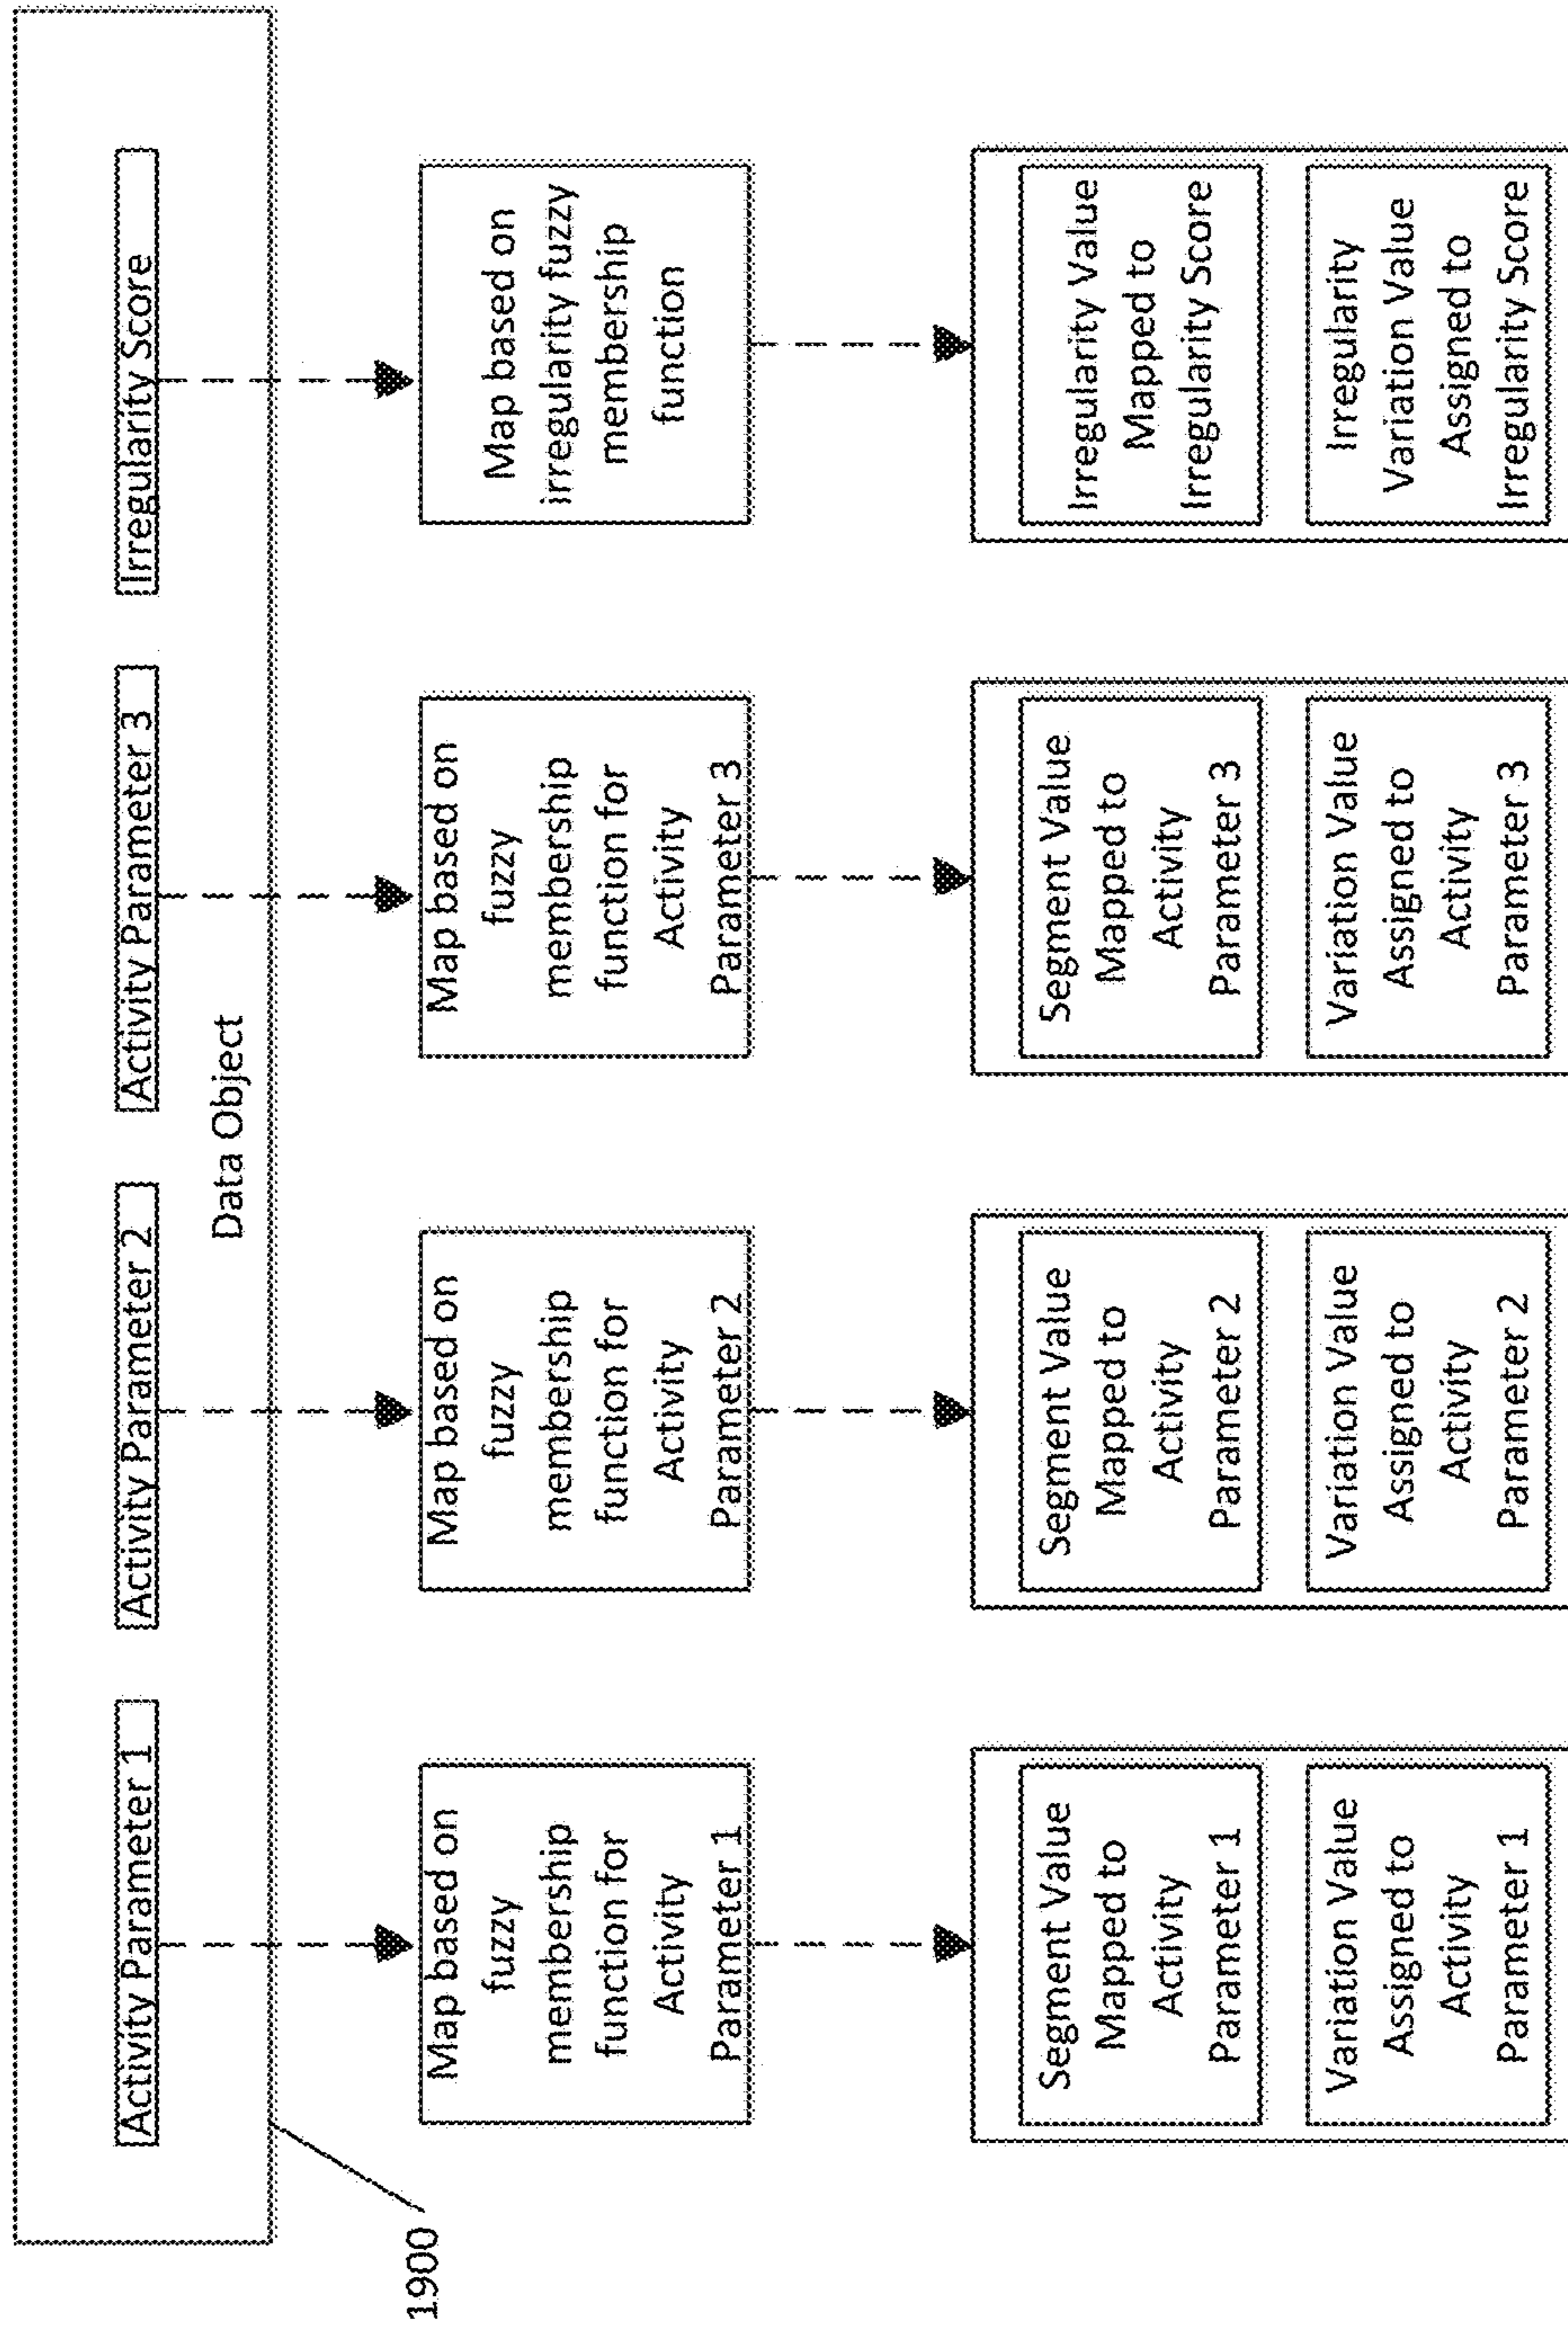 Activity Parameter 1
Activity Parameter 2
Activity Parameter 3
Irregularity Score
Data Object
1900
Map based on
fuzzy
membership
function for
Activity
Parameter 1
Map based on
fuzzy
membership
function for
Activity
Parameter 2
Map based on
fuzzy
membership
function for
Activity
Parameter 3
Map based on
irregularity fuzzy
membership
function
Segment Value
Mapped to
Activity
Parameter 1
Variation Value
Assigned to
Activity
Parameter 1
Segment Value
Mapped to
Activity
Parameter 2
Variation Value
Assigned to
Activity
Parameter 2
Segment Value
Mapped to
Activity
Parameter 3
Variation Value
Assigned to
Activity
Parameter 3
Irregularity Value
Mapped to
Irregularity Score
Irregularity
Variation Value
Assigned to
Irregularity Score